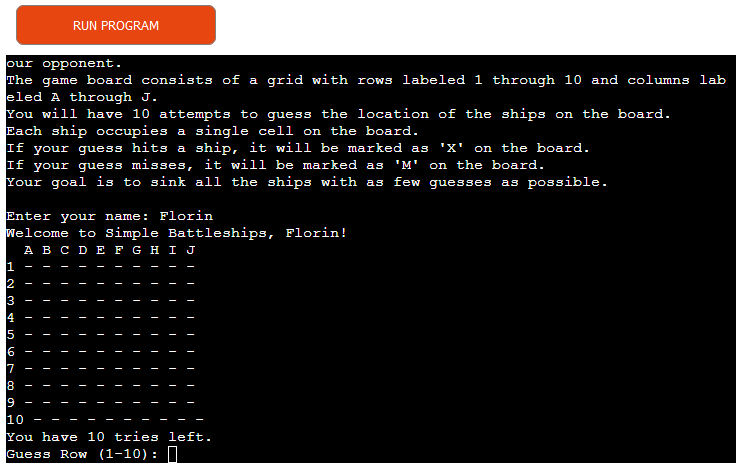 RUN PROGRAM
our opponent.
The game board consists of a grid with rows labeled 1 through 10 and columns lab
eled A through J.
You will have 10 attempts to guess the location of the ships on the board.
Each ship occupies a single cell on the board.
If your guess hits a ship, it will be marked as 'X' on the board.
If your guess misses, it will be marked as 'M' on the board.
Your goal is to sink all the ships with as few guesses as possible.
Enter your name: Florin
Welcome to Simple Battleships, Florin!
  A B C D E F G H I J
1 - - - - - - - - - -
2 - - - - - - - - - -
3 - - - - - - - - - -
4 - - - - - - - - - -
5 - - - - - - - - - -
6 - - - - - - - - - -
7 - - - - - - - - - -
8 - - - - - - - - - -
9 - - - - - - - - - -
10 - - - - - - - - - -
You have 10 tries left.
Guess Row (1-10):